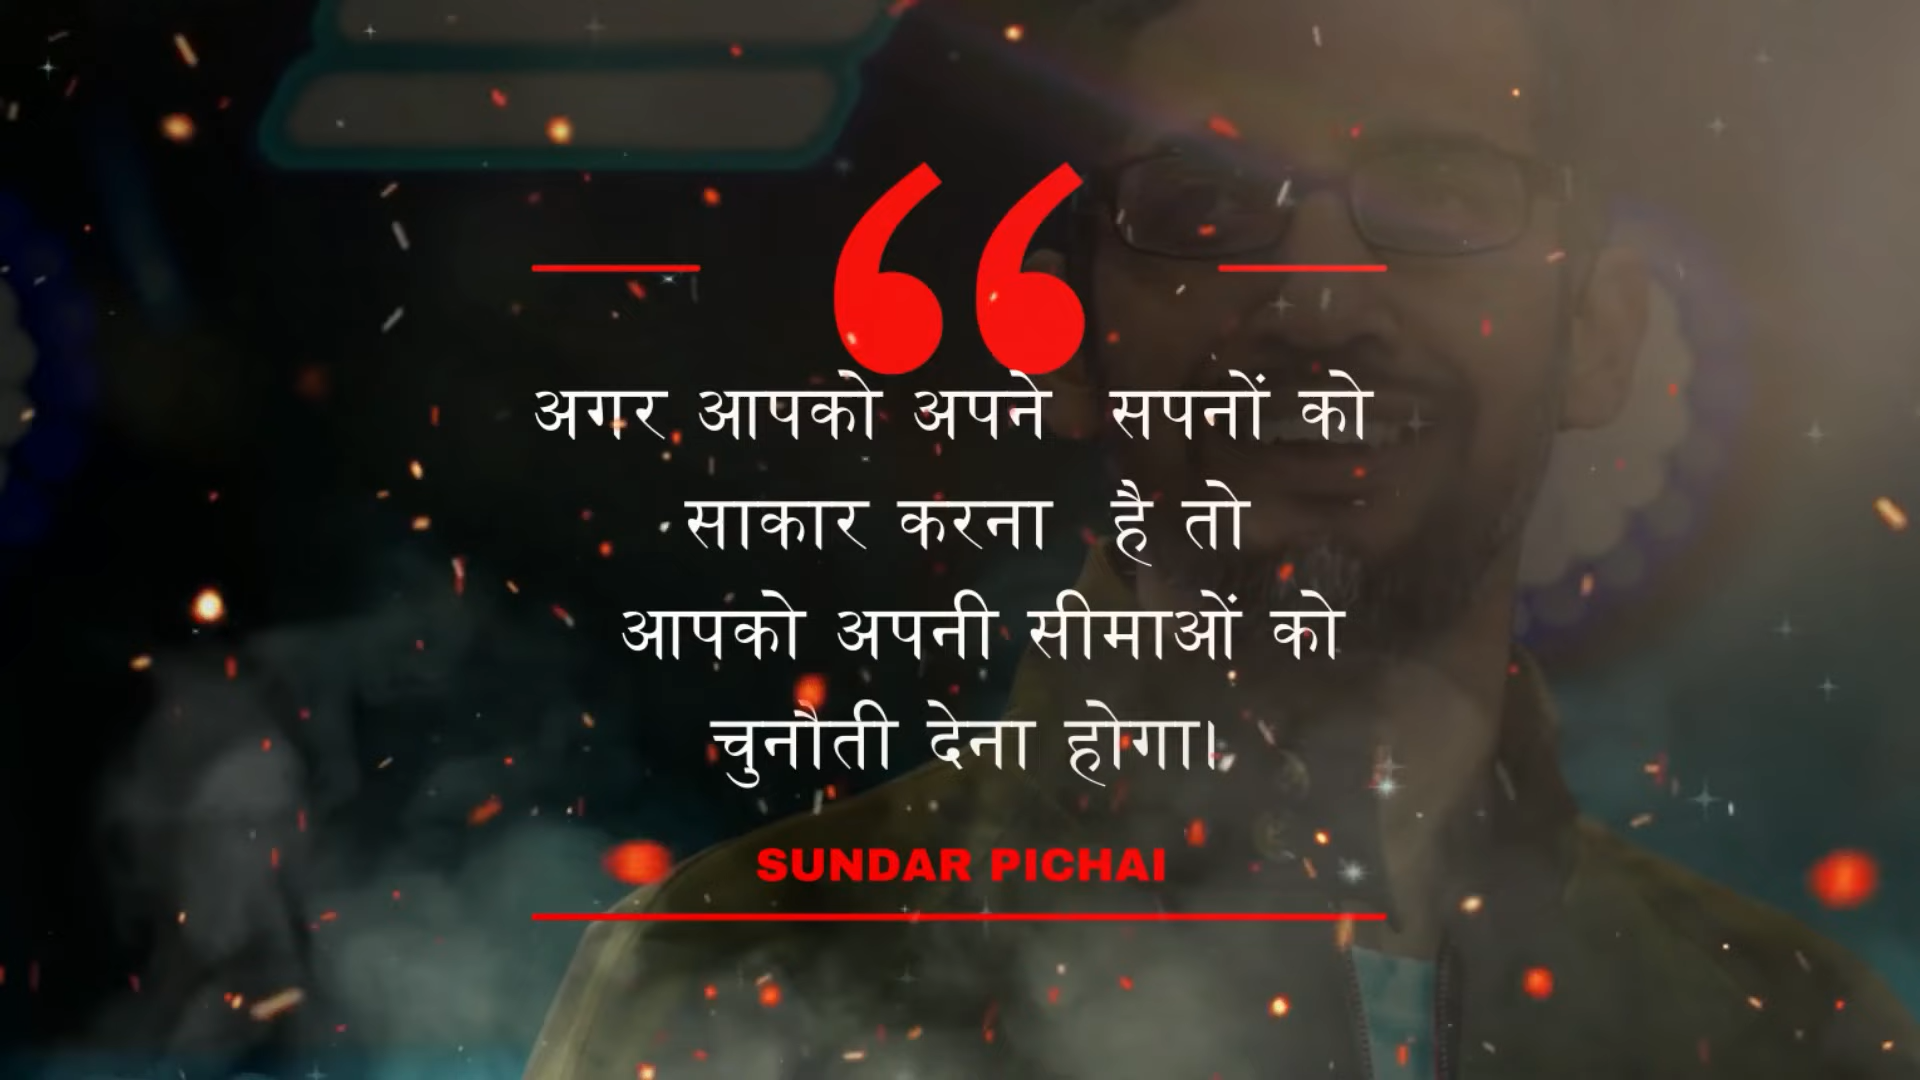 अगर आपको अपने सपनों को
साकार करना है तो
आपको अपनी सीमाओं को
चुनौती देना होगा।
SUNDAR PICHAI